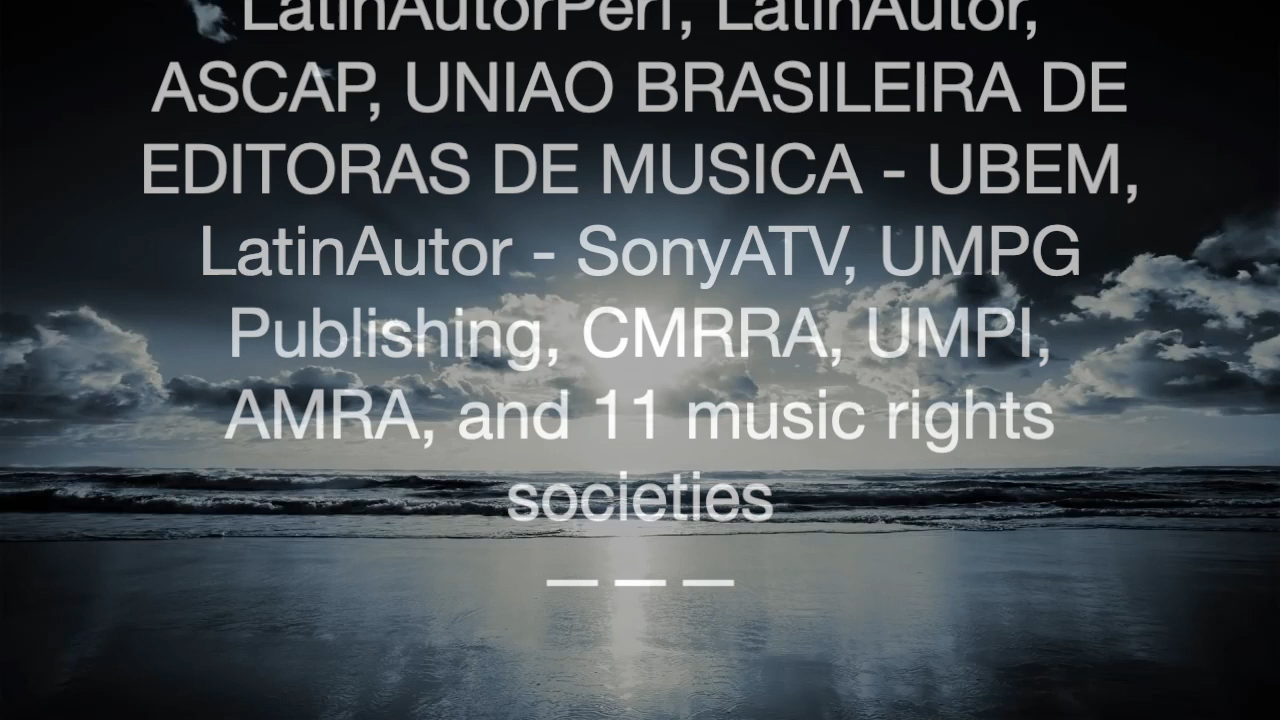 LatinAutorPerf, LatinAutor,
ASCAP, UNIAO BRASILEIRA DE
EDITORAS DE MUSICA - UBEM,
LatinAutor - SonyATV, UMPG
Publishing, CMRRA, UMPI,
AMRA, and 11 music rights
societies
— — —